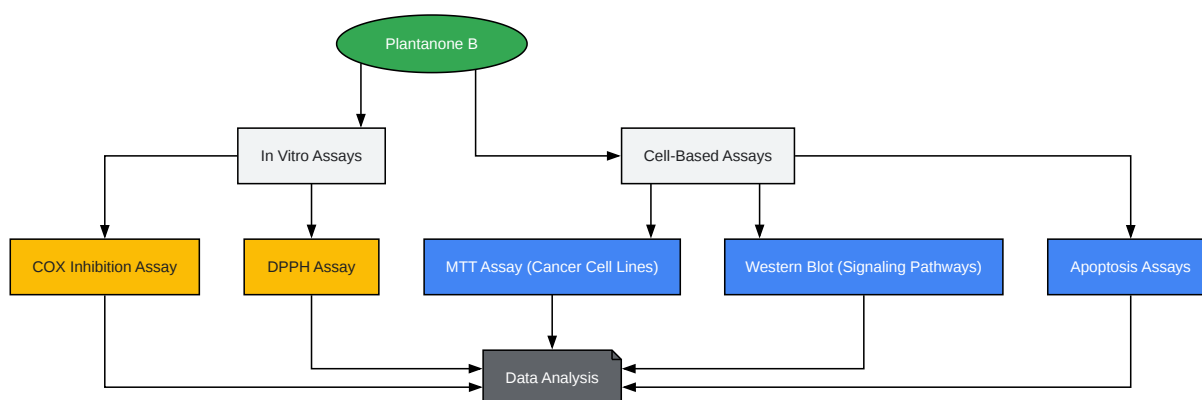 Plantanone B
In Vitro Assays
Cell-Based Assays
COX Inhibition Assay
DPPH Assay
MTT Assay (Cancer Cell Lines)
Western Blot (Signaling Pathways)
Apoptosis Assays
Data Analysis